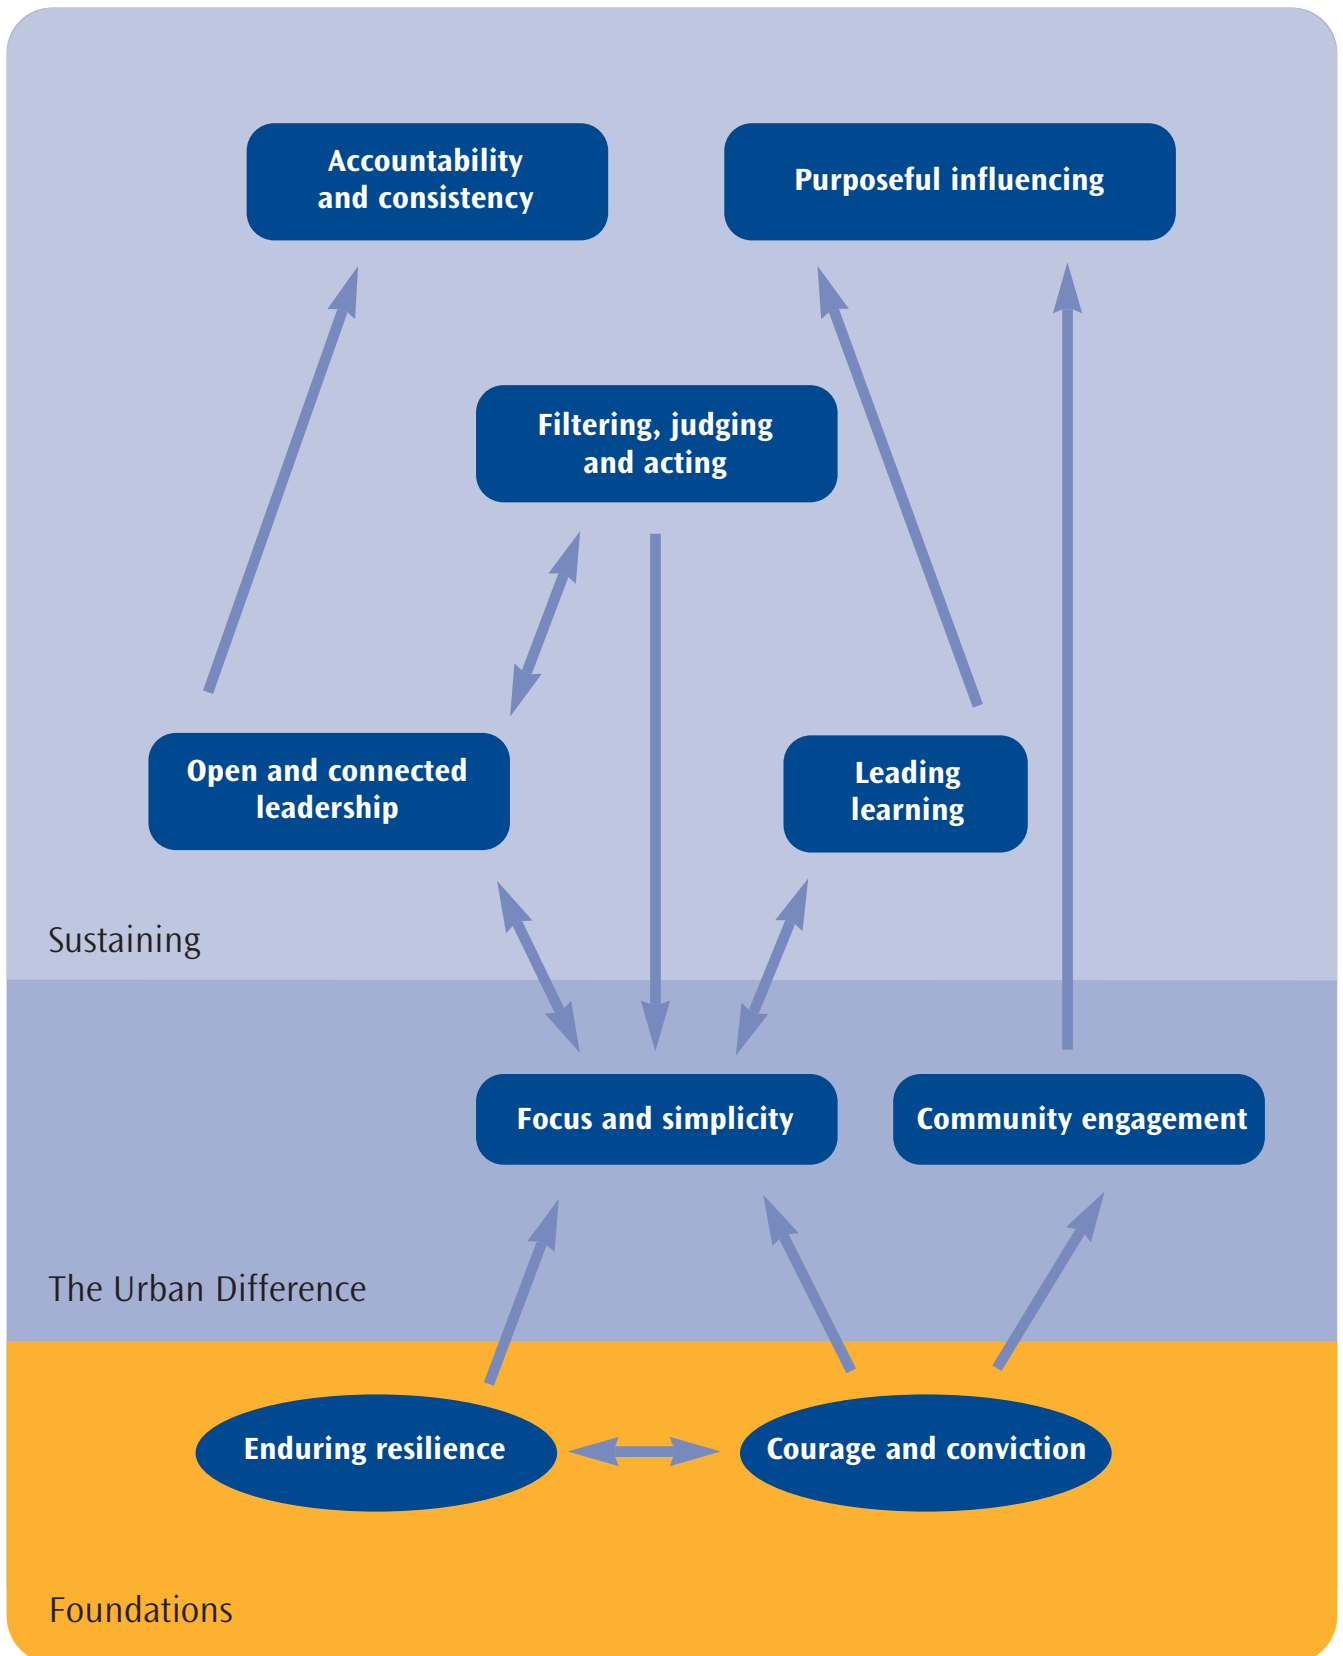 Accountability
and consistency
Purposeful influencing
Filtering, judging
and acting
Open and connected
leadership
Leading
learning
Sustaining
Focus and simplicity
Community engagement
The Urban Difference
Enduring resilience
Courage and conviction
Foundations